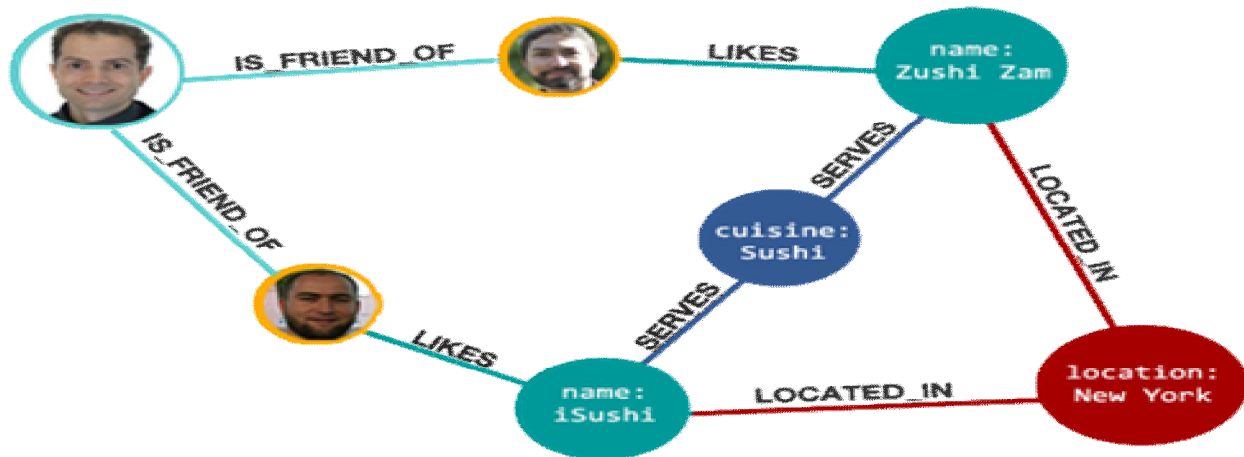 IS_FRIEND_OF
LIKES
name:
Zushi Zam
IS_FRIEND_OF
SERVES
LOCATED_IN
cuisine:
Sushi
SERVES
LIKES
name:
iSushi
LOCATED_IN
location:
New York